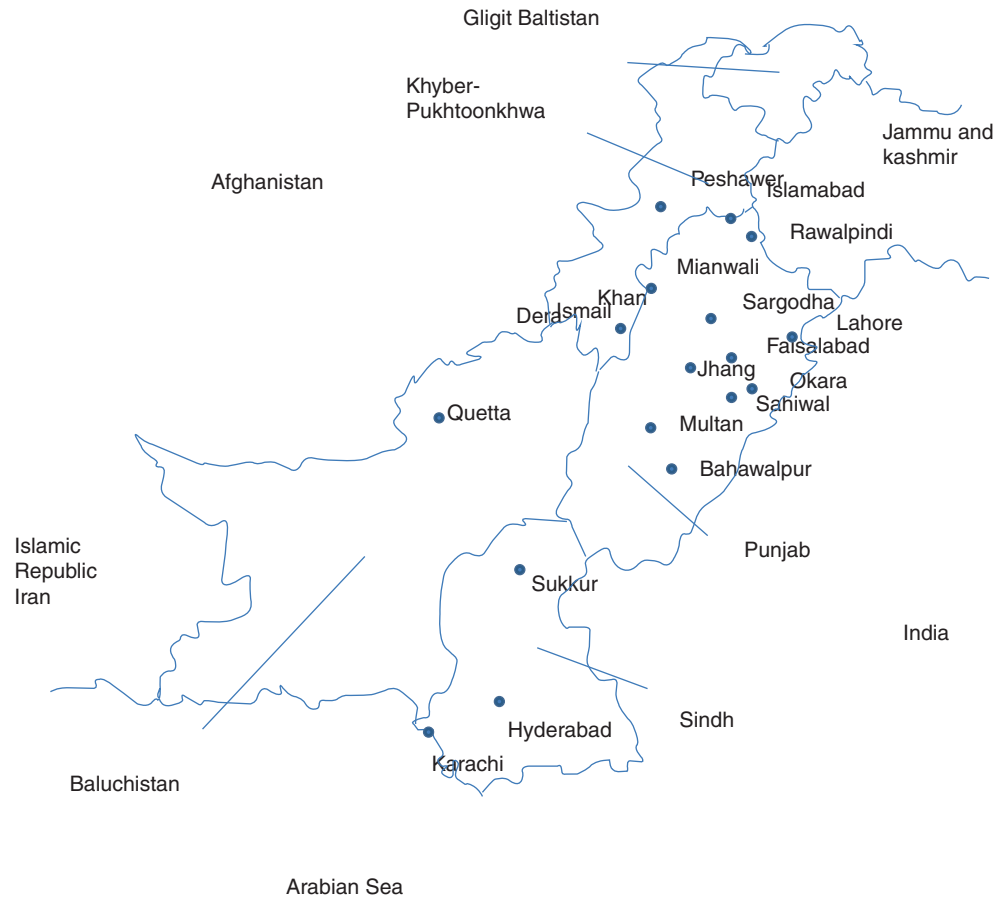 Gligit Baltistan
Khyber-
Pukhtoonkhwa
Jammu and
kashmir
Afghanistan
Peshawer
Islamabad
Rawalpindi
Mianwali
Khan
Sargodha
Dera
Ismail
Lahore
Faisalabad
Jhang
Okara
Sahiwal
Quetta
Multan
Bahawalpur
Islamic
Republic
Iran
Punjab
Sukkur
India
Sindh
Hyderabad
Karachi
Baluchistan
Arabian Sea